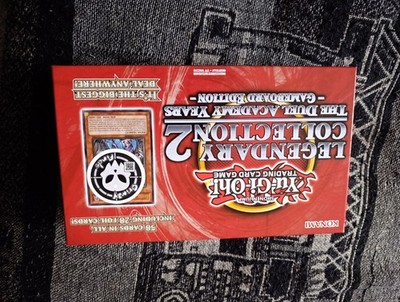 KONAMI
Yu-Gi-Oh!
TRADING CARD GAME
LEGENDARY
COLLECTION 2
THE DUEL ACADEMY YEARS
- GAMEBOARD EDITION -
58 CARDS IN ALL,
INCLUDING 28 FOIL CARDS!
IT'S THE BIGGEST
DEAL ANYWHERE!